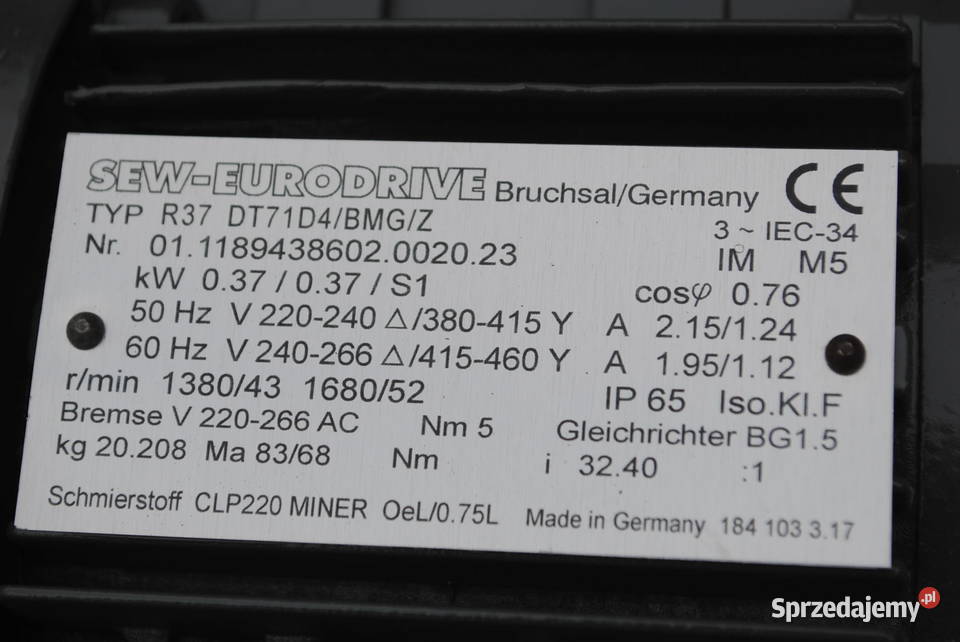 SEW-EURODRIVE Bruchsal/Germany CE
TYP R37 DT71D4/BMG/Z 3 ~ IEC-34
Nr. 01.1189438602.0020.23 IM M5
kW 0.37 / 0.37 / S1 cosφ 0.76
50 Hz V 220-240 △/380-415 Y A 2.15/1.24
60 Hz V 240-266 △/415-460 Y A 1.95/1.12
r/min 1380/43 1680/52 IP 65 Iso.Kl.F
Bremse V 220-266 AC Nm 5 Gleichrichter BG1.5
kg 20.208 Ma 83/68 Nm i 32.40 :1
Schmierstoff CLP220 MINER OeL/0.75L Made in Germany 184 103 3.17
Sprzedajemy.pl